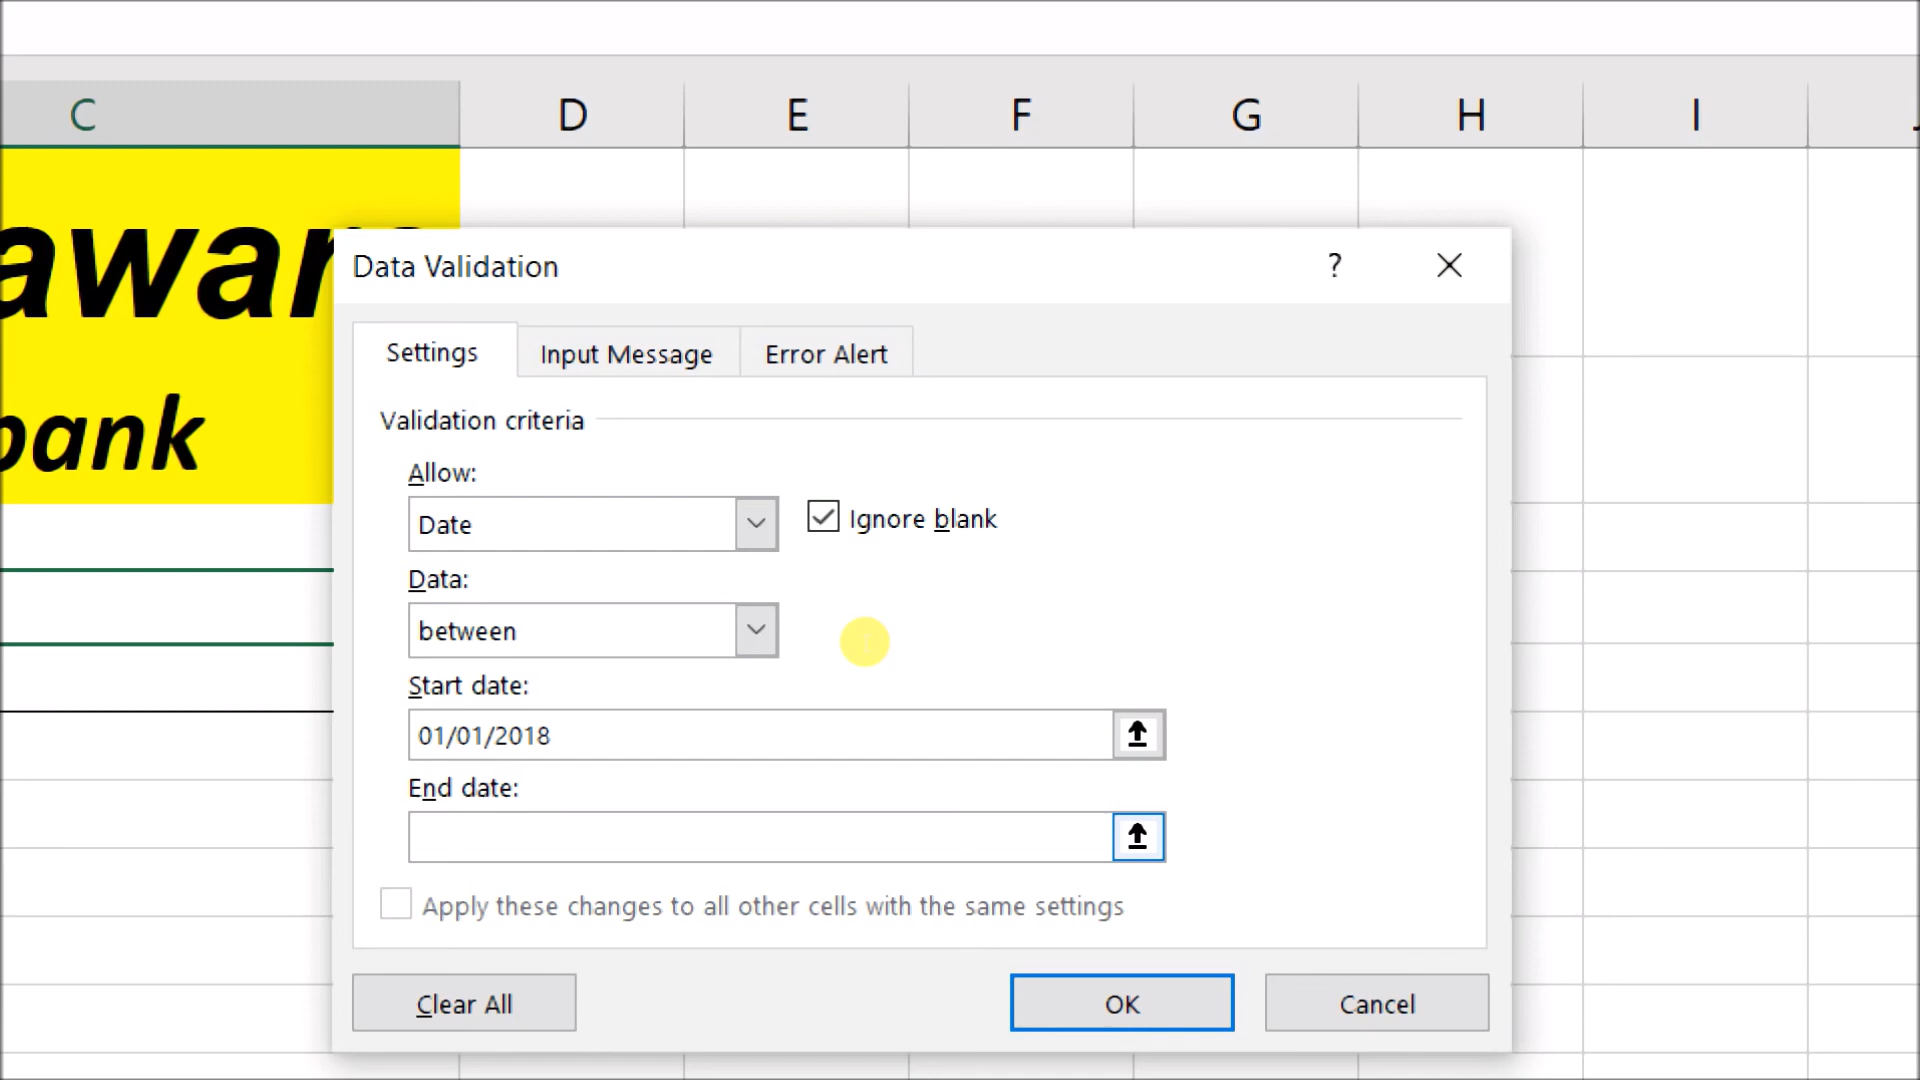 C D E F G H I
Data Validation ?
Settings Input Message Error Alert
Validation criteria
Allow:
Date Ignore blank
Data:
between
Start date:
01/01/2018
End date:
Apply these changes to all other cells with the same settings
Clear All OK Cancel